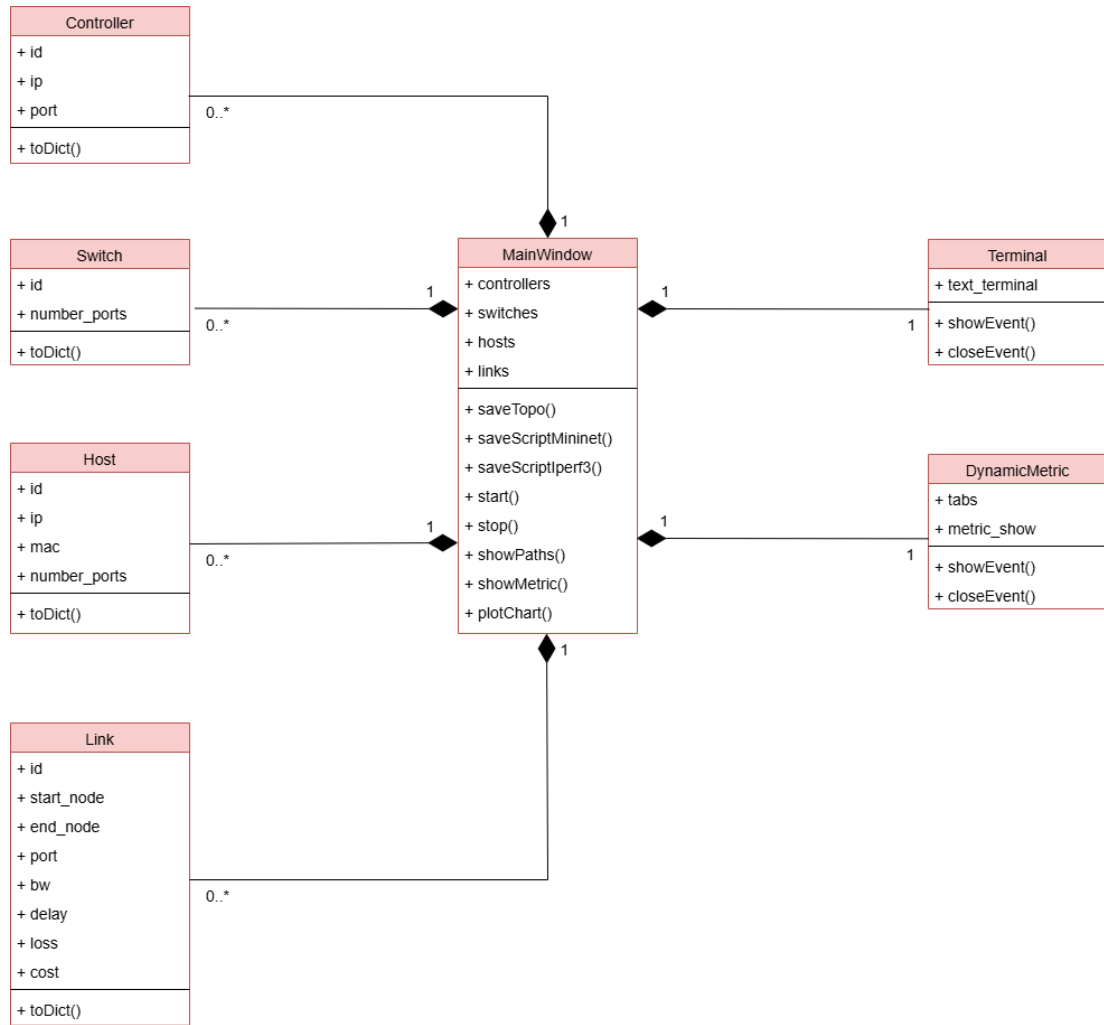 Controller
+ id
+ ip
+ port
+ toDict()
0..*
1
Switch
+ id
+ number_ports
+ toDict()
0..*
1
MainWindow
+ controllers
+ switches
+ hosts
+ links
+ saveTopo()
+ saveScriptMininet()
+ saveScriptIperf3()
+ start()
+ stop()
+ showPaths()
+ showMetric()
+ plotChart()
1
1
Terminal
+ text_terminal
+ showEvent()
+ closeEvent()
Host
+ id
+ ip
+ mac
+ number_ports
+ toDict()
0..*
1
1
1
DynamicMetric
+ tabs
+ metric_show
+ showEvent()
+ closeEvent()
1
Link
+ id
+ start_node
+ end_node
+ port
+ bw
+ delay
+ loss
+ cost
+ toDict()
0..*